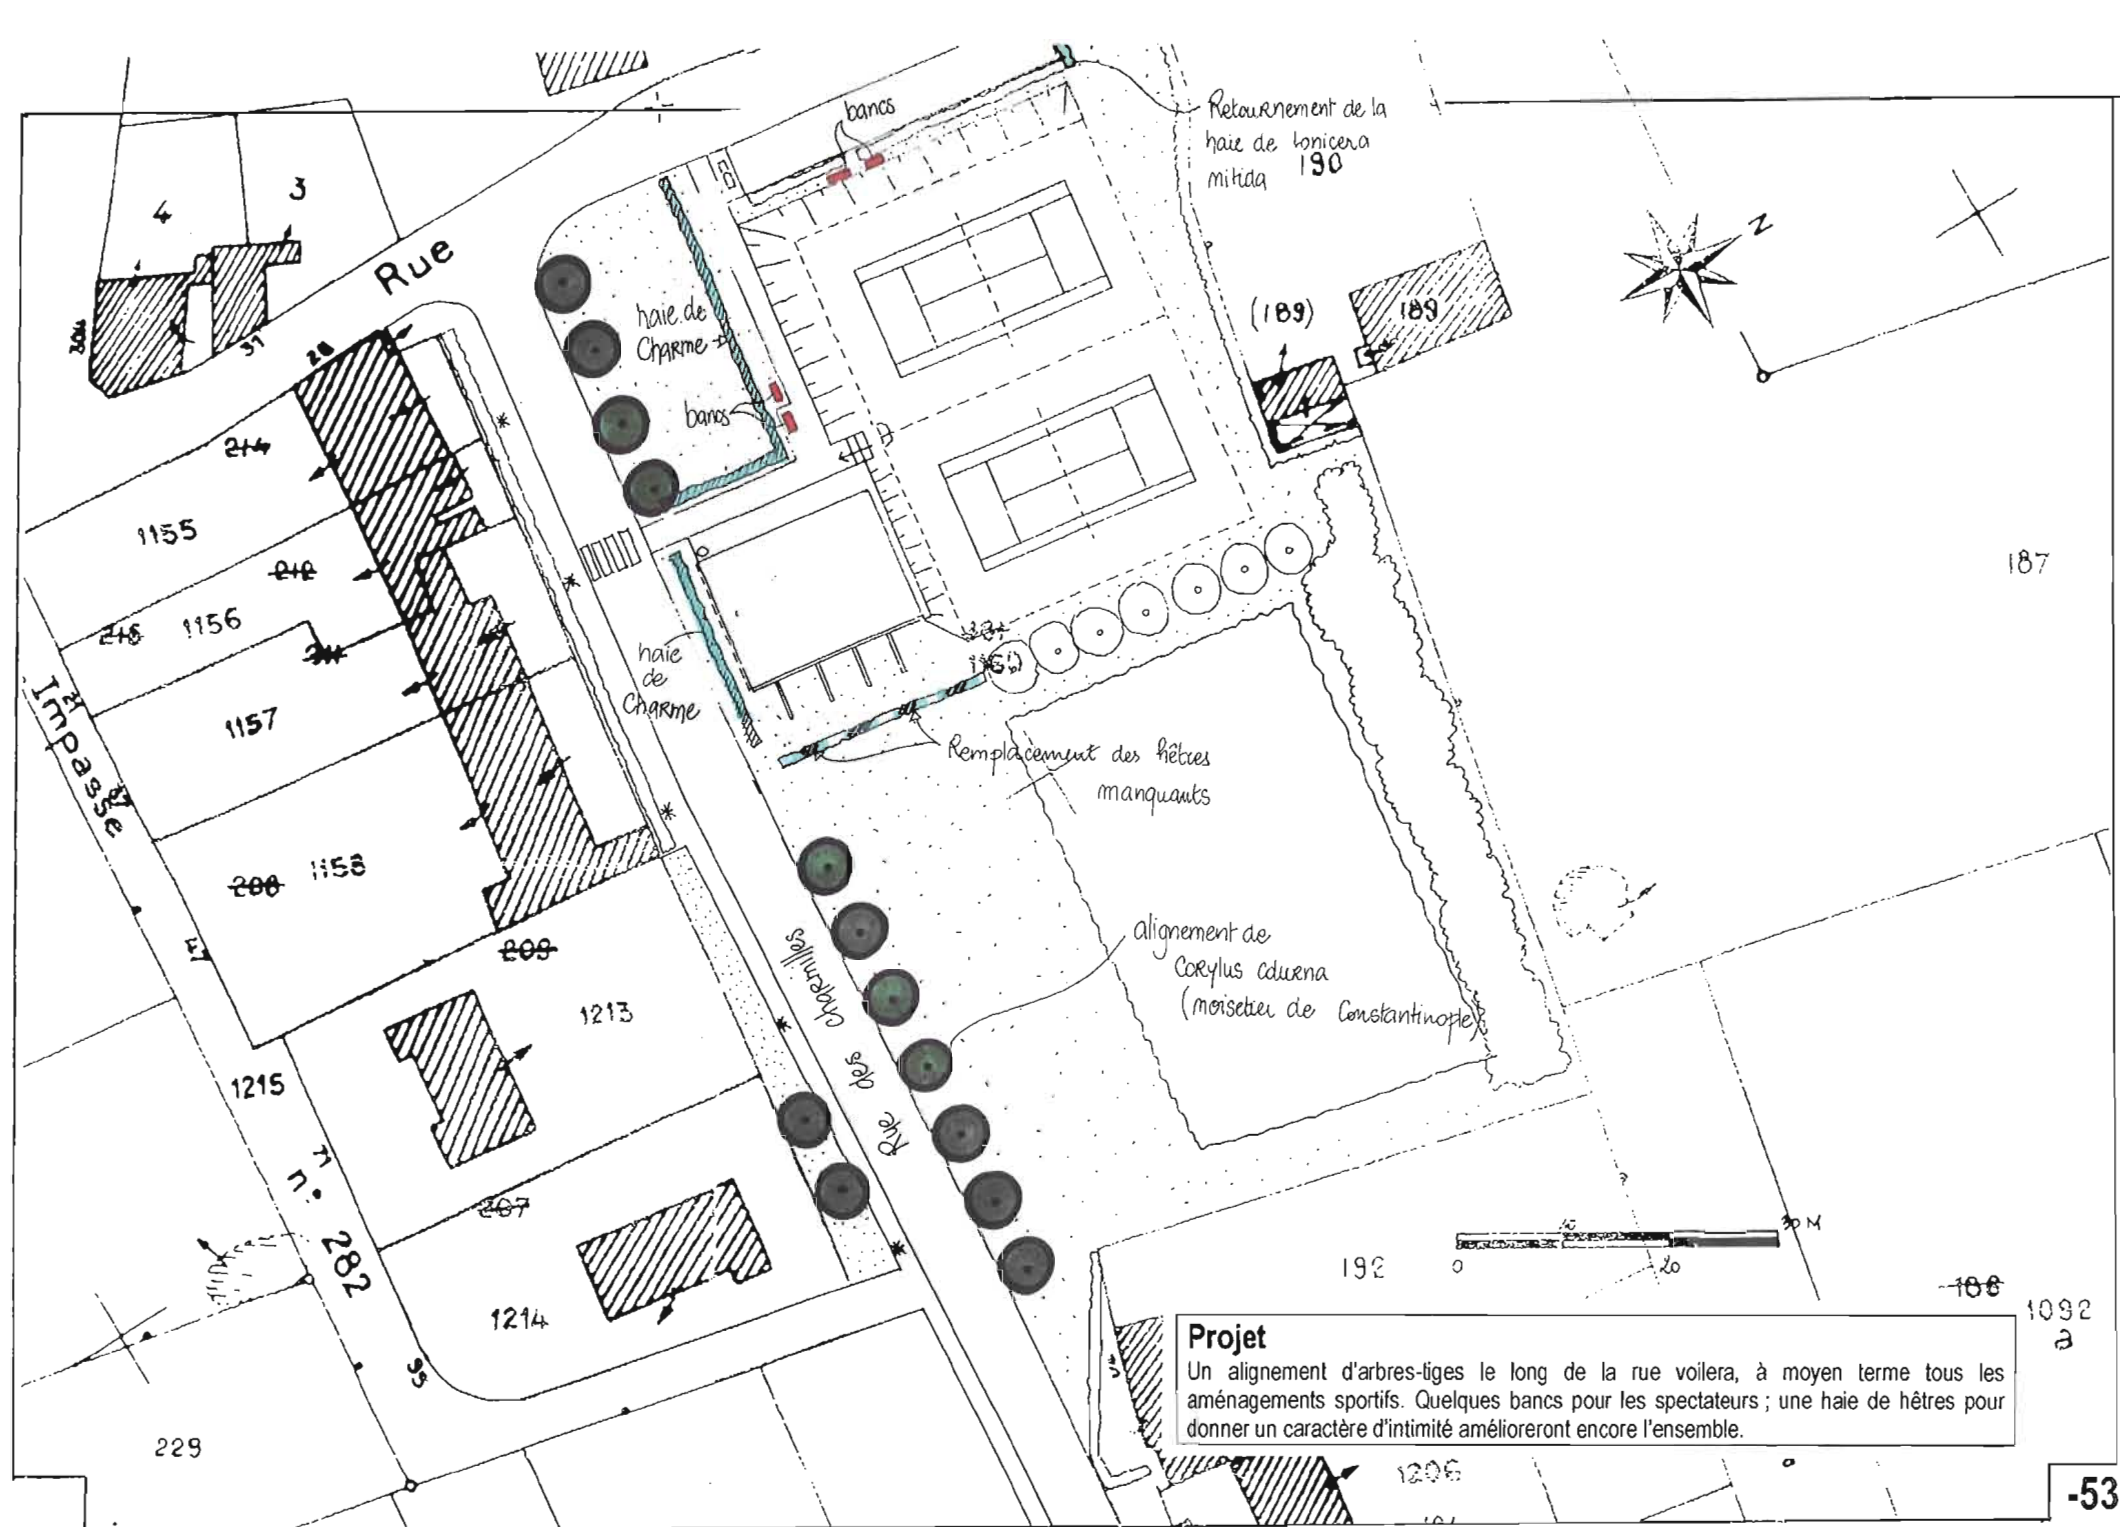 bancs
Retournement de la
haie de lonicera
nitida
190
3
4
Rue
31
28
N
(189)
189
haie de
Charme
bancs
214
1155
212
215
1156
187
1157
haie
de
Charme
Impasse
Remplacement des hêtres
manquants
208
1158
47
209
1213
alignement de
Corylus colurna
(noisetier de Constantinople)
Rue des Charmilles
1215
71
n. 282
207
1214
95
229
192
0
10
20
30 M
188
1092
a
Projet
Un alignement d'arbres-tiges le long de la rue voilera, à moyen terme tous les
aménagements sportifs. Quelques bancs pour les spectateurs ; une haie de hêtres pour
donner un caractère d'intimité amélioreront encore l'ensemble.
1206
-53